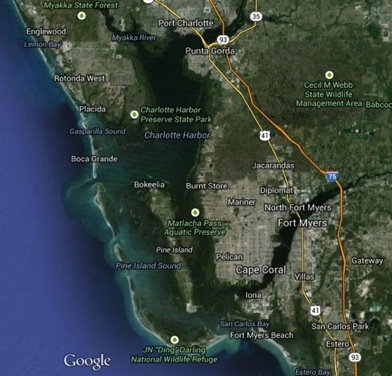 Myakka State Forest
Port Charlotte
35
Englewood
Lemon Bay
Myakka River
93
Punta Gorda
Rotonda West
Cecil M Webb
State Wildlife
Management Area
Babcoc
Placida
Charlotte Harbor
Preserve State Park
Gasparilla Sound
Charlotte Harbor
41
Boca Grande
Jacarandas
75
Bokeelia
Burnt Store
Diplomat
Mariner
North Fort Myers
Matlacha Pass
Aquatic Preserve
Fort Myers
Pine Island
Pelican
Gateway
Pine Island Sound
Cape Coral
Villas
Iona
41
San Carlos Bay
San Carlos Park
Fort Myers Beach
Estero
JN "Ding" Darling
National Wildlife Refuge
93
Google
Estero Bay